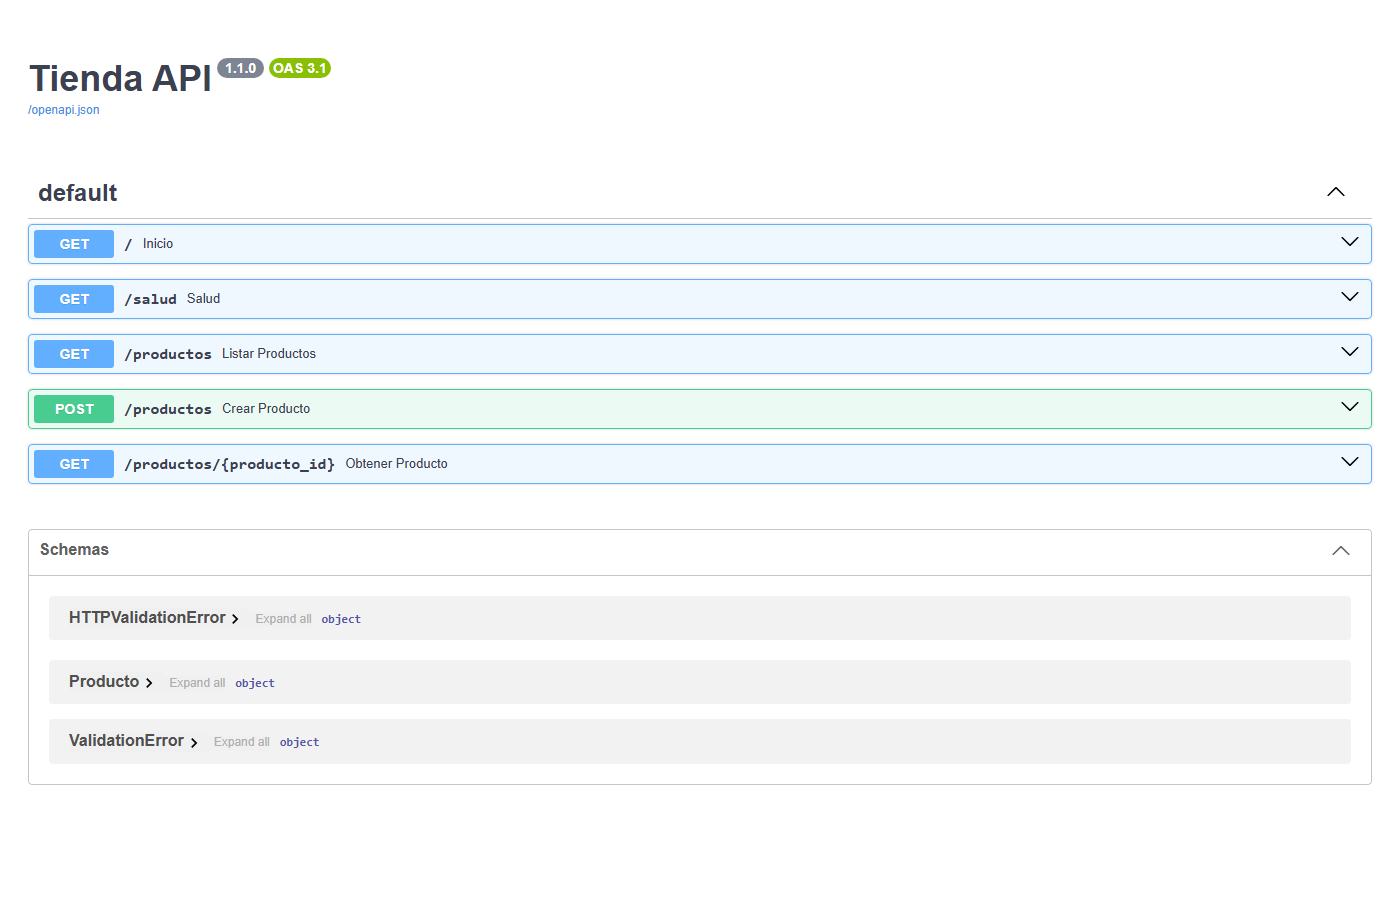 Tienda API 1.1.0 OAS 3.1
/openapi.json
default
GET / Inicio
GET /salud Salud
GET /productos Listar Productos
POST /productos Crear Producto
GET /productos/{producto_id} Obtener Producto
Schemas
HTTPValidationError Expand all object
Producto Expand all object
ValidationError Expand all object